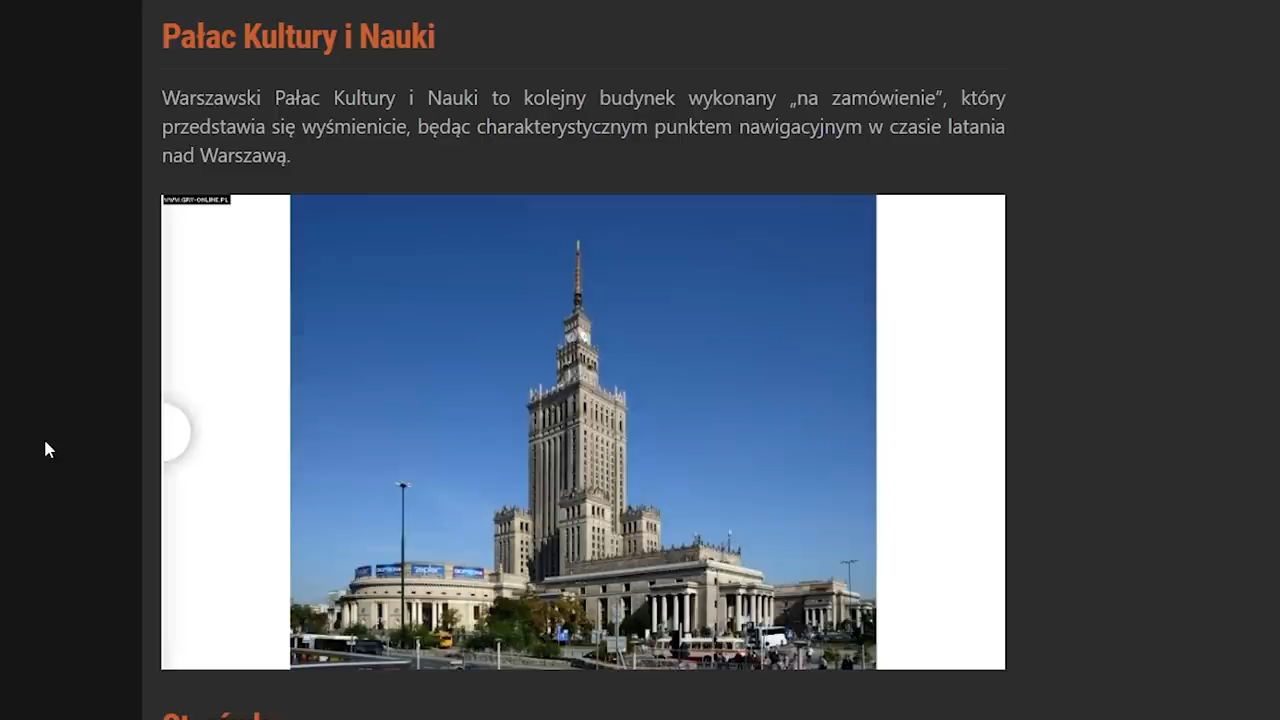 Pałac Kultury i Nauki
Warszawski Pałac Kultury i Nauki to kolejny budynek wykonany „na zamówienie”, który
przedstawia się wyśmienicie, będąc charakterystycznym punktem nawigacyjnym w czasie latania
nad Warszawą.
WWW.GRY-ONLINE.PL
zepter